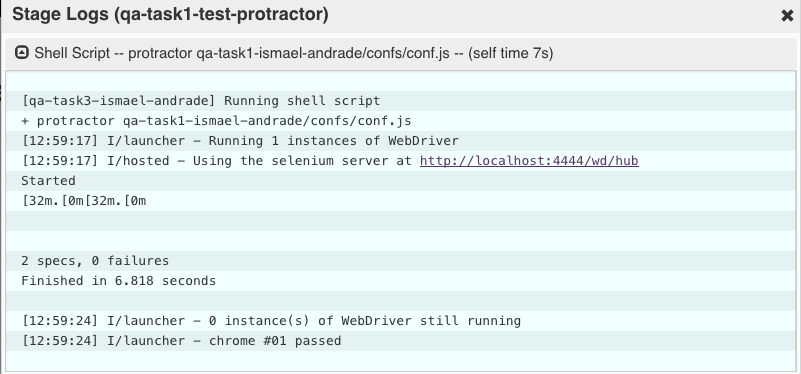 Stage Logs (qa-task1-test-protractor)
Shell Script -- protractor qa-task1-ismael-andrade/confs/conf.js -- (self time 7s)
[qa-task3-ismael-andrade] Running shell script
+ protractor qa-task1-ismael-andrade/confs/conf.js
[12:59:17] I/launcher – Running 1 instances of WebDriver
[12:59:17] I/hosted – Using the selenium server at http://localhost:4444/wd/hub
Started
[32m.[0m[32m.[0m
2 specs, 0 failures
Finished in 6.818 seconds
[12:59:24] I/launcher – 0 instance(s) of WebDriver still running
[12:59:24] I/launcher – chrome #01 passed